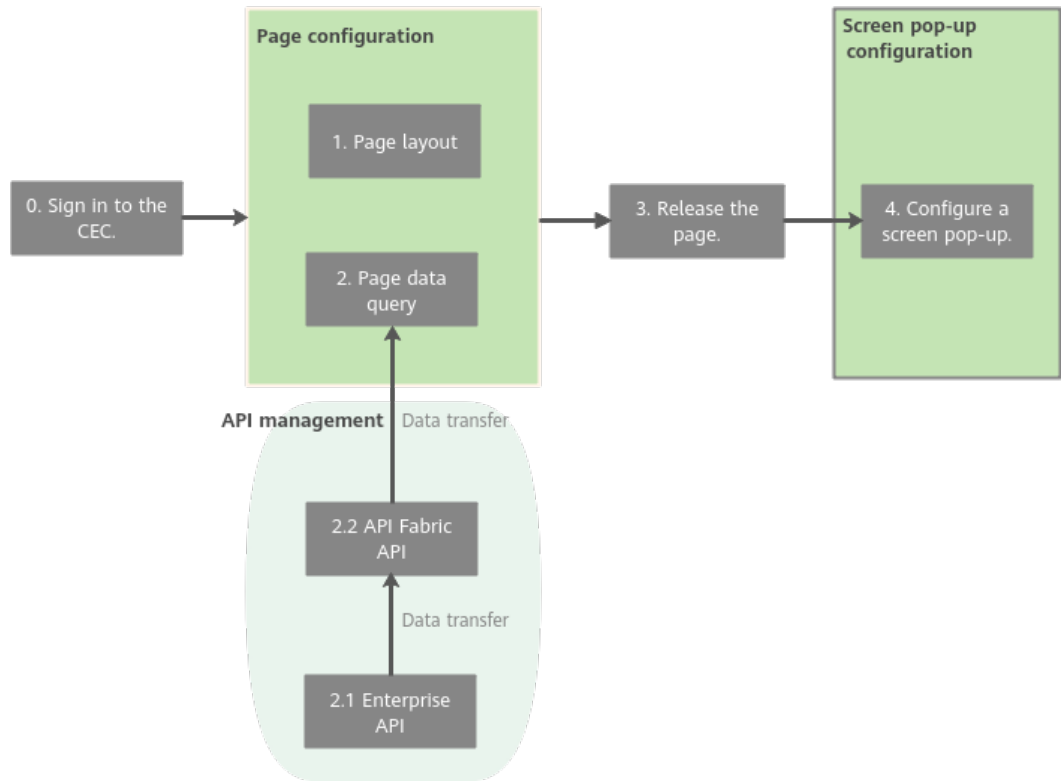 Page configuration
Screen pop-up
configuration
1. Page layout
0. Sign in to the
CEC.
3. Release the
page.
4. Configure a
screen pop-up.
2. Page data
query
API management
Data transfer
2.2 API Fabric
API
Data transfer
2.1 Enterprise
API